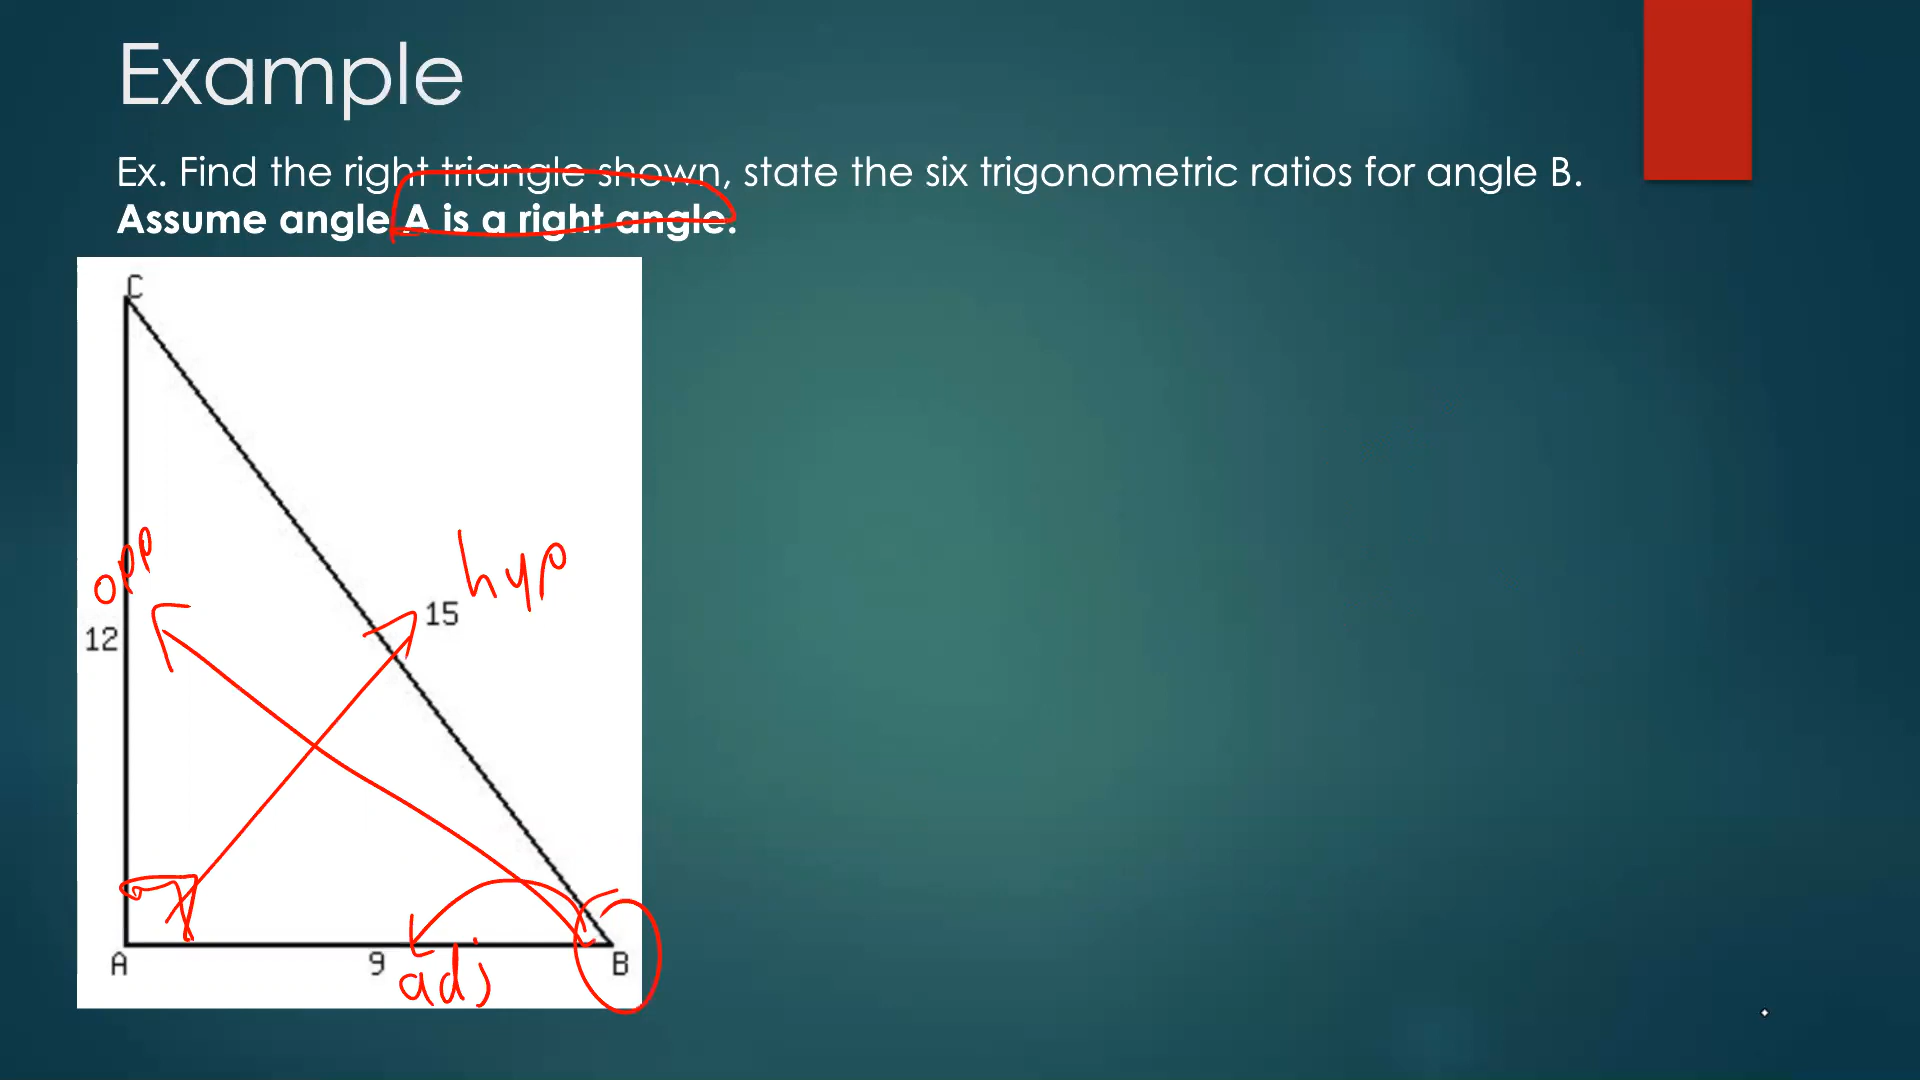 Example
Ex. Find the right triangle shown, state the six trigonometric ratios for angle B.
Assume angle A is a right angle.
C
opp
hyp
15
12
A
9
adj
B